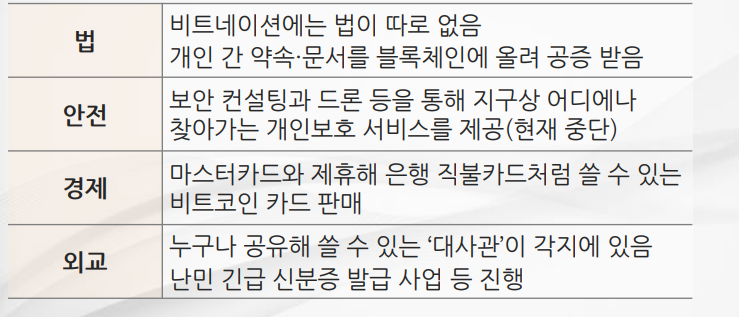 법
비트네이션에는 법이 따로 없음
개인 간 약속·문서를 블록체인에 올려 공증 받음
안전
보안 컨설팅과 드론 등을 통해 지구상 어디에나
찾아가는 개인보호 서비스를 제공(현재 중단)
경제
마스터카드와 제휴해 은행 직불카드처럼 쓸 수 있는
비트코인 카드 판매
외교
누구나 공유해 쓸 수 있는 ‘대사관’이 각지에 있음
난민 긴급 신분증 발급 사업 등 진행